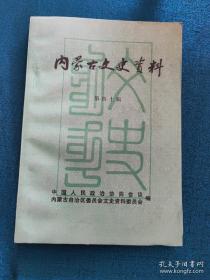 内蒙古文史资料
第四十辑
中国人民政治协商会议
内蒙古自治区委员会文史资料委员会 编
文史
孔夫子旧书网